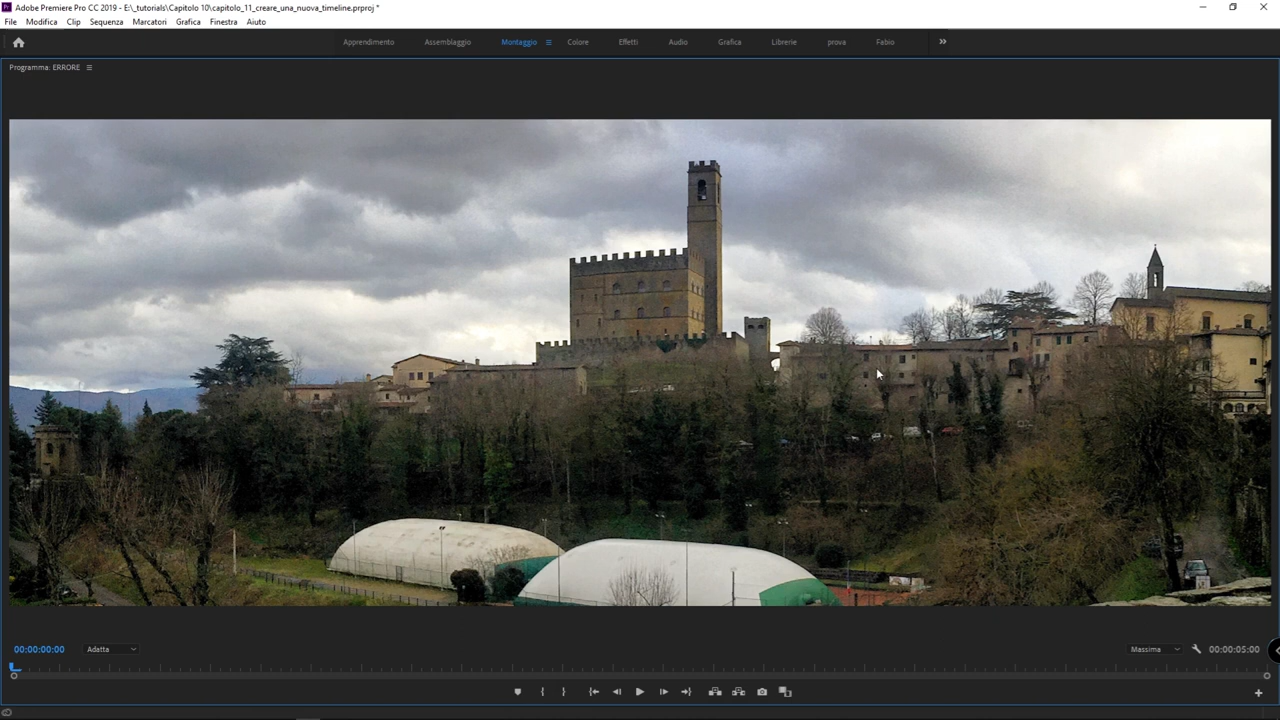 Adobe Premiere Pro CC 2019 - E:\_tutorials\Capitolo 10\capitolo_11_creare_una_nuova_timeline.prproj *
File Modifica Clip Sequenza Marcatori Grafica Finestra Aiuto
Apprendimento Assemblaggio Montaggio Colore Effetti Audio Grafica Librerie prova Fabio
Programma: ERRORE
00:00:00:00 Adatta Massima 00:00:05:00